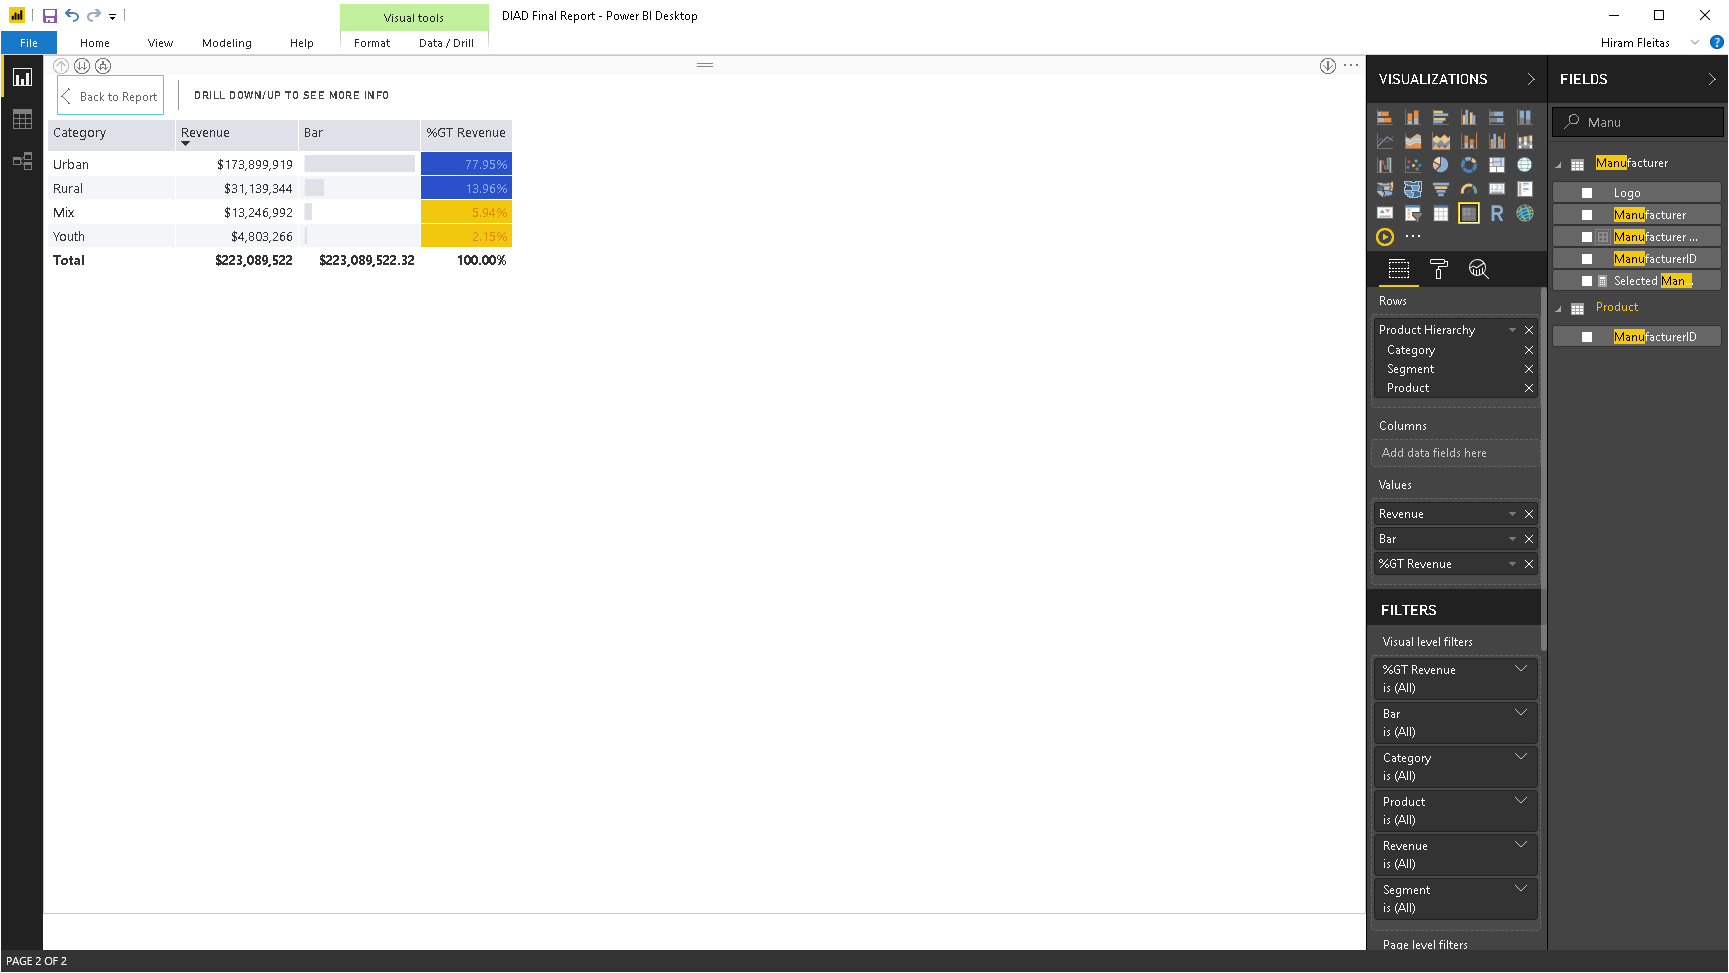 Visual tools
DIAD Final Report - Power BI Desktop
File Home View Modeling Help Format Data / Drill
Hiram Fleitas
Back to Report
DRILL DOWN/UP TO SEE MORE INFO
Category Revenue Bar %GT Revenue
Urban $173,899,919 77.95%
Rural $31,139,344 13.96%
Mix $13,246,992 5.94%
Youth $4,803,266 2.15%
Total $223,089,522 $223,089,522.32 100.00%
VISUALIZATIONS
R
Rows
Product Hierarchy
Category
Segment
Product
Columns
Add data fields here
Values
Revenue
Bar
%GT Revenue
FILTERS
Visual level filters
%GT Revenue
is (All)
Bar
is (All)
Category
is (All)
Product
is (All)
Revenue
is (All)
Segment
is (All)
Page level filters
FIELDS
Manu
Manufacturer
Logo
Manufacturer
Manufacturer ...
ManufacturerID
Selected Man...
Product
ManufacturerID
PAGE 2 OF 2